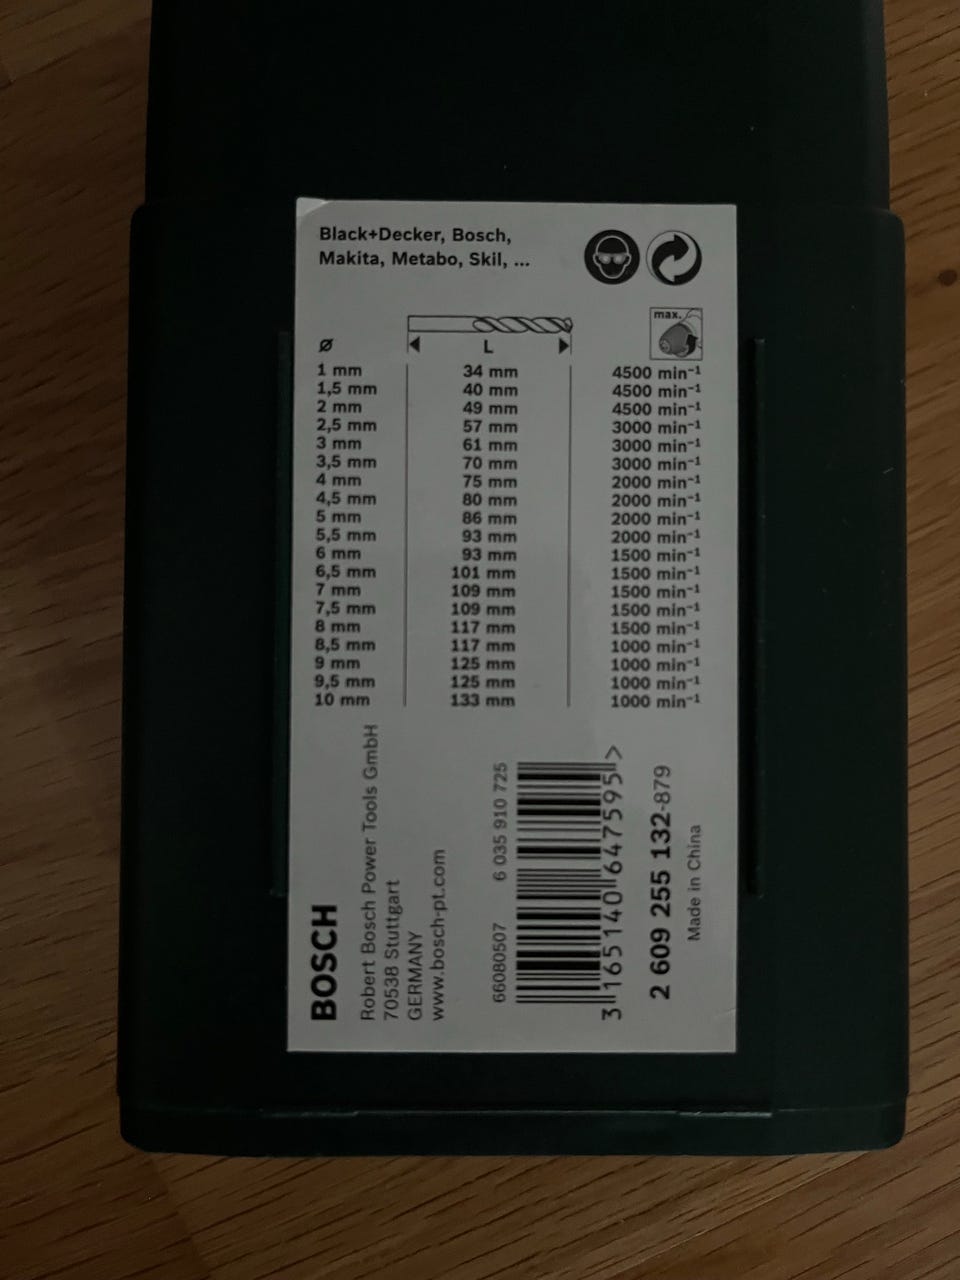 Black+Decker, Bosch,
Makita, Metabo, Skil, ...
max.
Ø L
1 mm 34 mm 4500 min⁻¹
1,5 mm 40 mm 4500 min⁻¹
2 mm 49 mm 4500 min⁻¹
2,5 mm 57 mm 3000 min⁻¹
3 mm 61 mm 3000 min⁻¹
3,5 mm 70 mm 3000 min⁻¹
4 mm 75 mm 2000 min⁻¹
4,5 mm 80 mm 2000 min⁻¹
5 mm 86 mm 2000 min⁻¹
5,5 mm 93 mm 2000 min⁻¹
6 mm 93 mm 1500 min⁻¹
6,5 mm 101 mm 1500 min⁻¹
7 mm 109 mm 1500 min⁻¹
7,5 mm 109 mm 1500 min⁻¹
8 mm 117 mm 1500 min⁻¹
8,5 mm 117 mm 1000 min⁻¹
9 mm 125 mm 1000 min⁻¹
9,5 mm 125 mm 1000 min⁻¹
10 mm 133 mm 1000 min⁻¹
BOSCH
Robert Bosch Power Tools GmbH
70538 Stuttgart
GERMANY
www.bosch-pt.com
66080507 6 035 910 725
3 165140 647595 >
2 609 255 132-879
Made in China